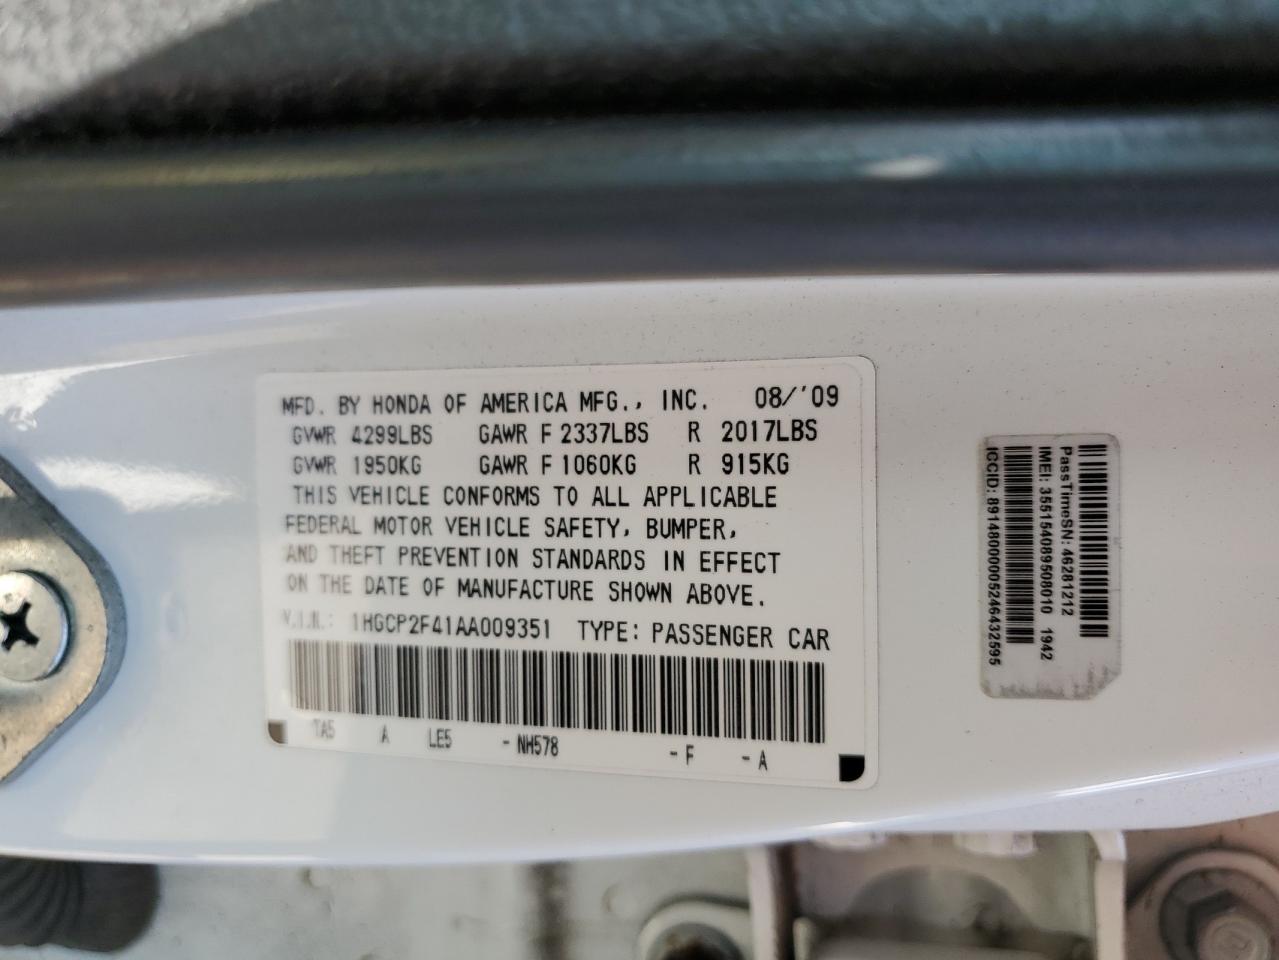 MFD. BY HONDA OF AMERICA MFG., INC. 08/'09
GVWR 4299LBS GAWR F 2337LBS R 2017LBS
GVWR 1950KG GAWR F 1060KG R 915KG
THIS VEHICLE CONFORMS TO ALL APPLICABLE
FEDERAL MOTOR VEHICLE SAFETY, BUMPER,
AND THEFT PREVENTION STANDARDS IN EFFECT
ON THE DATE OF MANUFACTURE SHOWN ABOVE.
V.I.N.: 1HGCP2F41AA009351 TYPE: PASSENGER CAR
TA5 A LE5 - NH578 - F - A
PassTimeSN: 46281212
IMEI: 355154089508010 1942
ICCID: 89148000005246432595